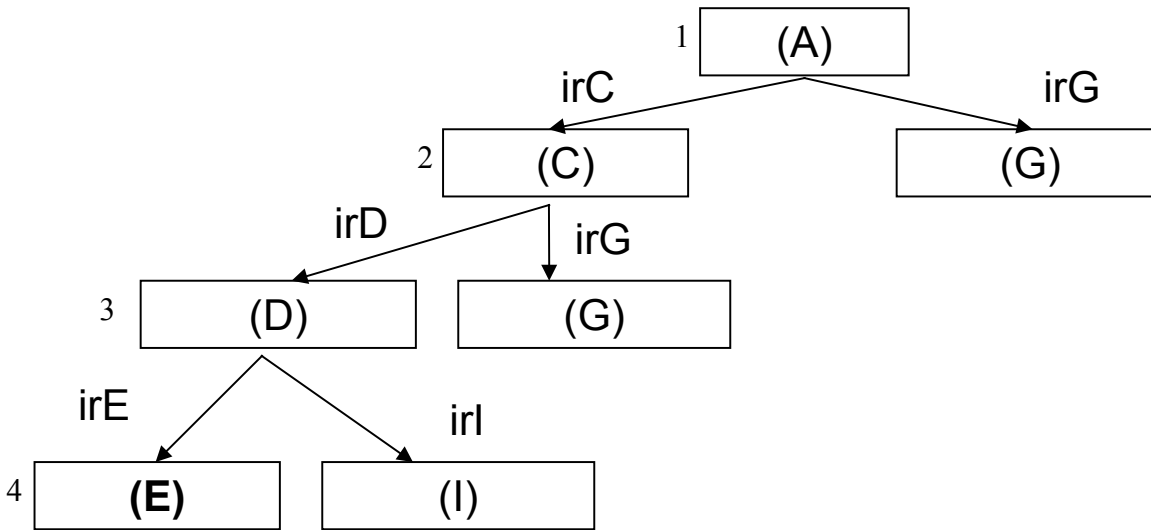 1 (A)
irC irG
2 (C) (G)
irD irG
3 (D) (G)
irE irI
4 (E) (I)